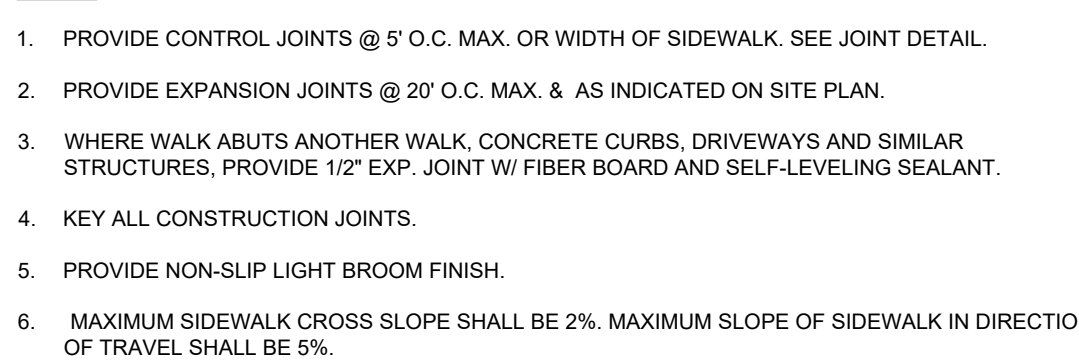 1. PROVIDE CONTROL JOINTS @ 5' O.C. MAX. OR WIDTH OF SIDEWALK. SEE JOINT DETAIL.
2. PROVIDE EXPANSION JOINTS @ 20' O.C. MAX. & AS INDICATED ON SITE PLAN.
3. WHERE WALK ABUTS ANOTHER WALK, CONCRETE CURBS, DRIVEWAYS AND SIMILAR
STRUCTURES, PROVIDE 1/2" EXP. JOINT W/ FIBER BOARD AND SELF-LEVELING SEALANT.
4. KEY ALL CONSTRUCTION JOINTS.
5. PROVIDE NON-SLIP LIGHT BROOM FINISH.
6. MAXIMUM SIDEWALK CROSS SLOPE SHALL BE 2%. MAXIMUM SLOPE OF SIDEWALK IN DIRECTIO
OF TRAVEL SHALL BE 5%.